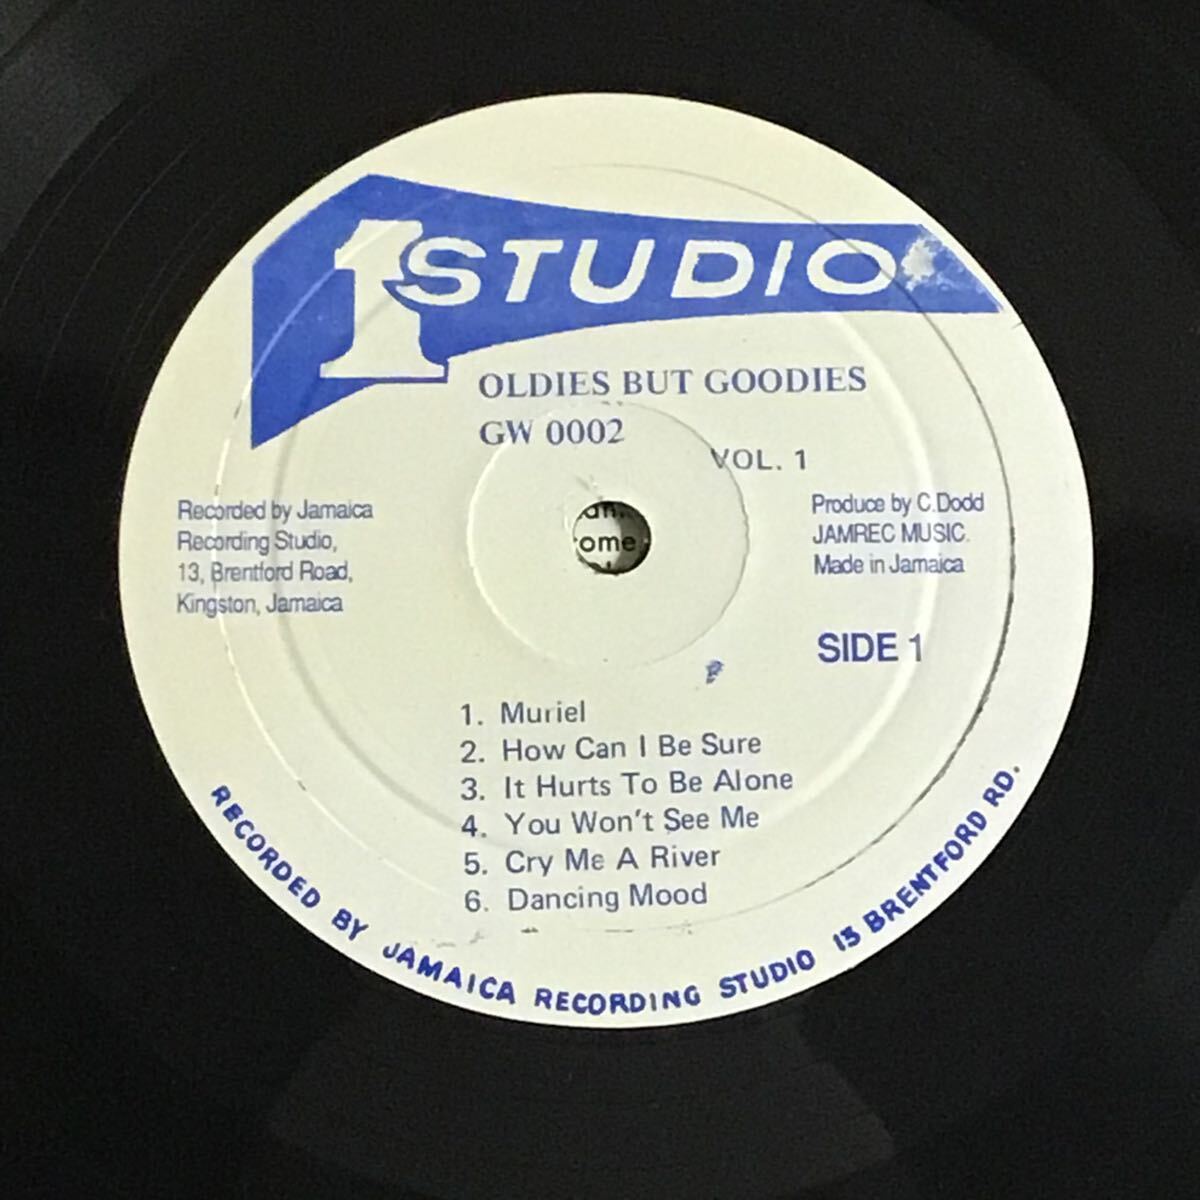 1 STUDIO
OLDIES BUT GOODIES
GW 0002
VOL. 1
Recorded by Jamaica
Recording Studio,
13, Brentford Road,
Kingston, Jamaica
Produce by C.Dodd
JAMREC MUSIC.
Made in Jamaica
ome
SIDE 1
1. Muriel
2. How Can I Be Sure
3. It Hurts To Be Alone
4. You Won't See Me
5. Cry Me A River
6. Dancing Mood
RECORDED BY JAMAICA RECORDING STUDIO 13 BRENTFORD RD.